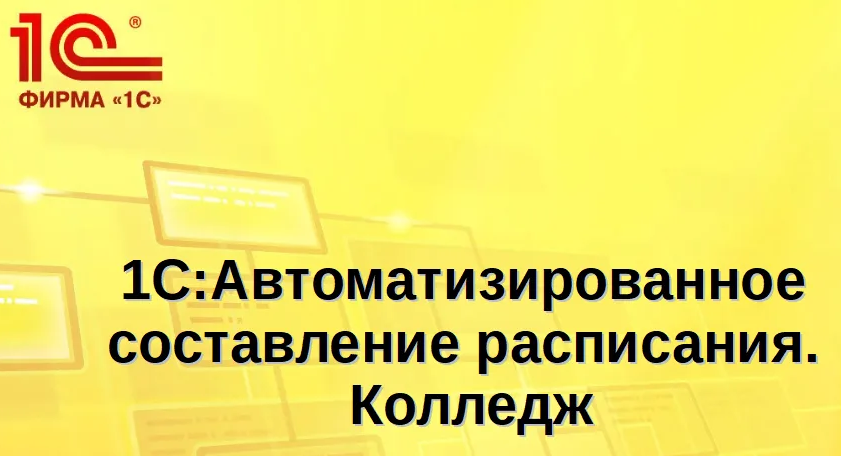 1С®
ФИРМА «1С»
1С:Автоматизированное
составление расписания.
Колледж